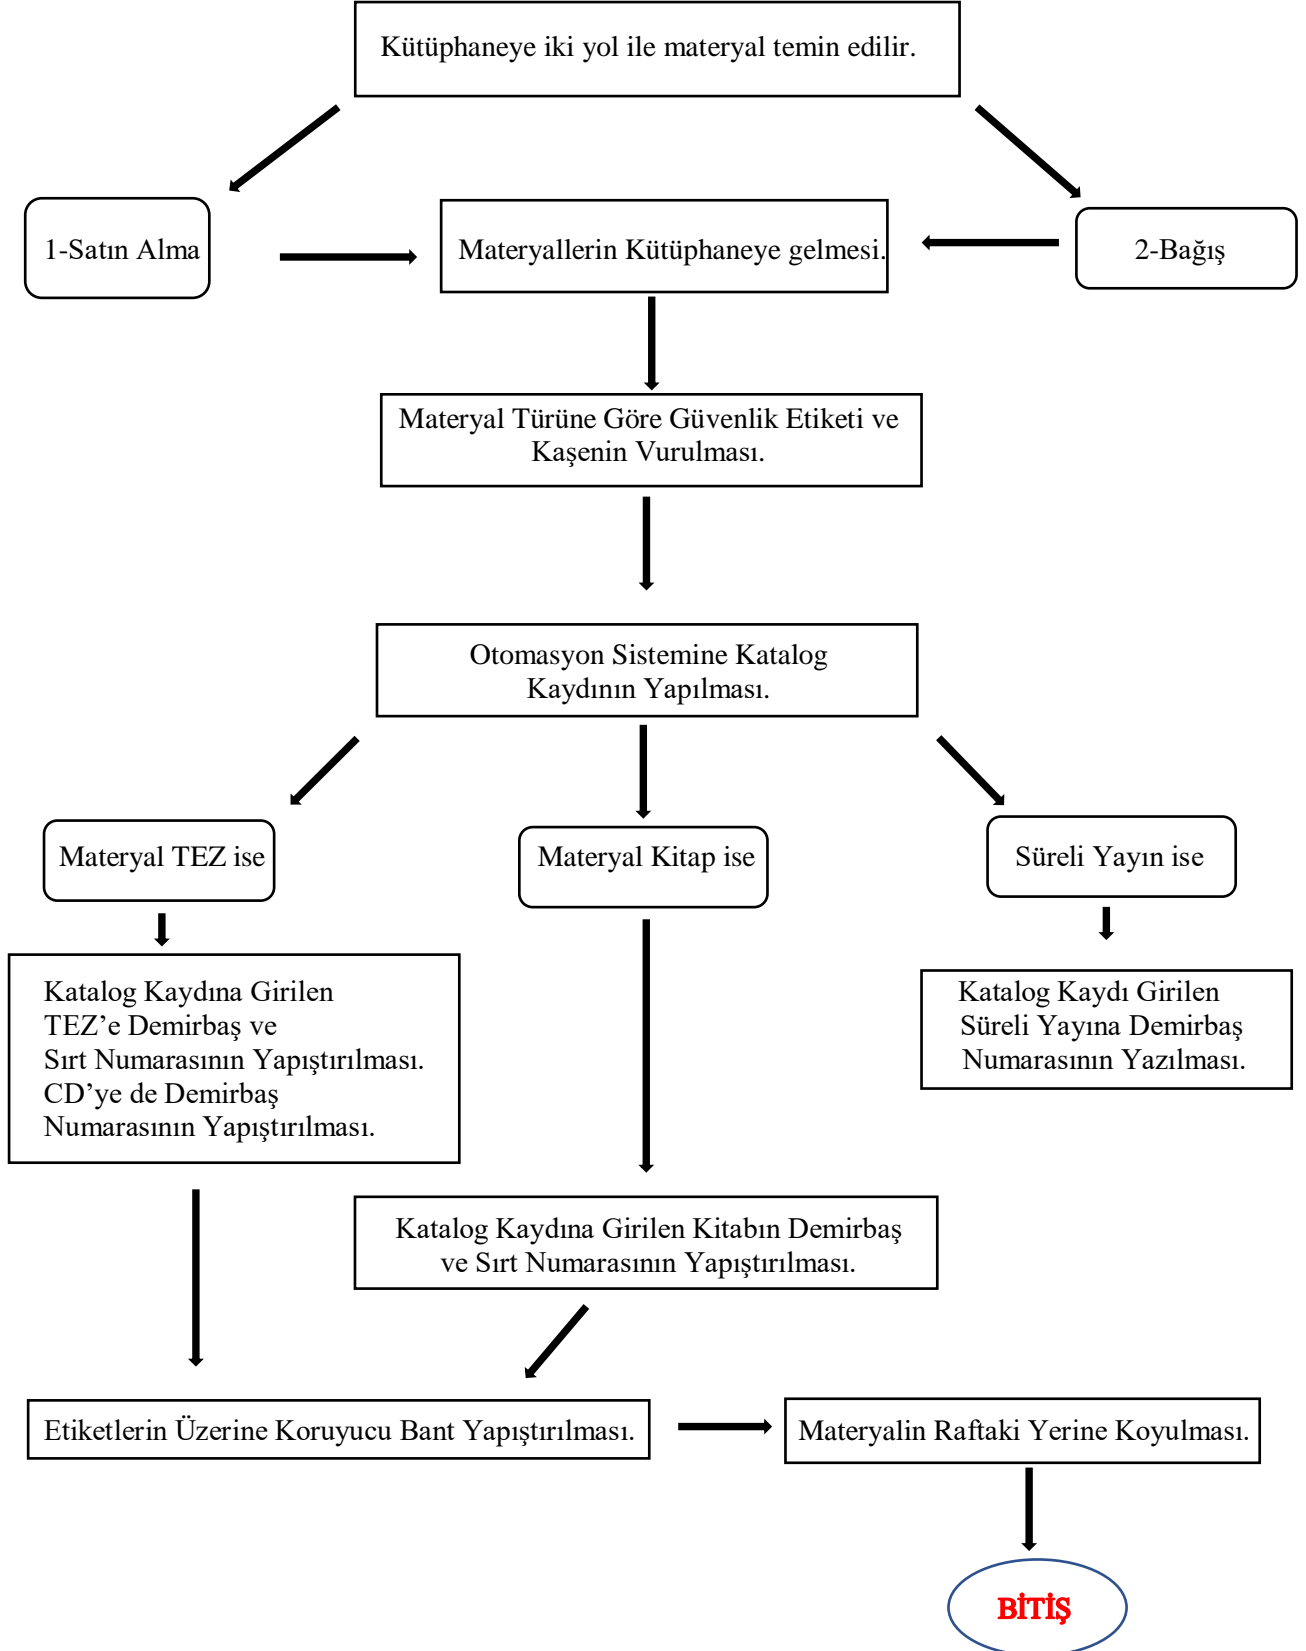 Kütüphaneye iki yol ile materyal temin edilir.
1-Satın Alma
Materyallerin Kütüphaneye gelmesi.
2-Bağış
Materyal Türüne Göre Güvenlik Etiketi ve
Kaşenin Vurulması.
Otomasyon Sistemine Katalog
Kaydının Yapılması.
Materyal TEZ ise
Materyal Kitap ise
Süreli Yayın ise
Katalog Kaydına Girilen
TEZ’e Demirbaş ve
Sırt Numarasının Yapıştırılması.
CD’ye de Demirbaş
Numarasının Yapıştırılması.
Katalog Kaydı Girilen
Süreli Yayına Demirbaş
Numarasının Yazılması.
Katalog Kaydına Girilen Kitabın Demirbaş
ve Sırt Numarasının Yapıştırılması.
Etiketlerin Üzerine Koruyucu Bant Yapıştırılması.
Materyalin Raftaki Yerine Koyulması.
BİTİŞ